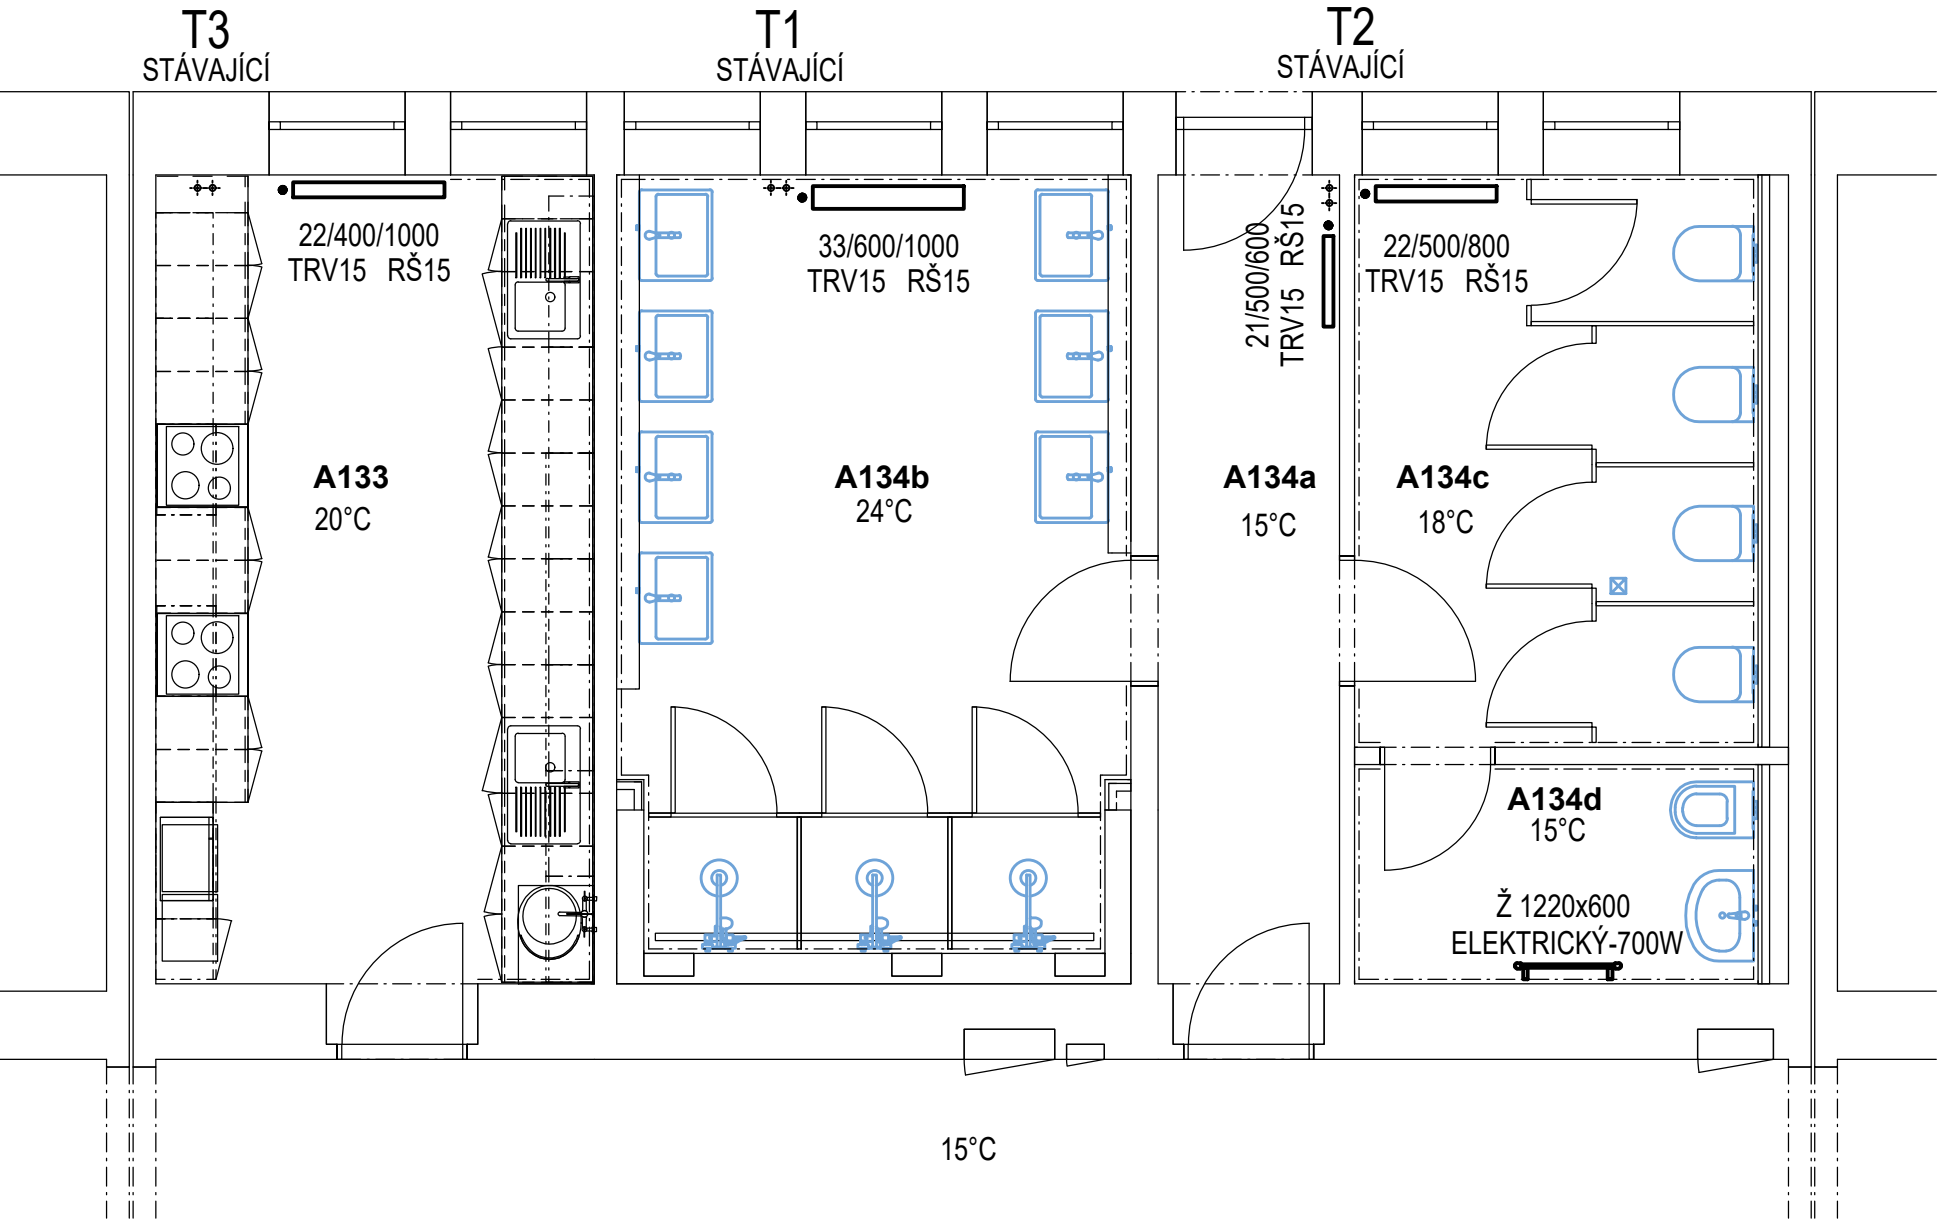 T3
STÁVAJÍCÍ
T1
STÁVAJÍCÍ
T2
STÁVAJÍCÍ
22/400/1000
TRV15 RŠ15
33/600/1000
TRV15 RŠ15
21/500/600
TRV15 RŠ15
22/500/800
TRV15 RŠ15
A133
20°C
A134b
24°C
A134a
15°C
A134c
18°C
A134d
15°C
Ž 1220x600
ELEKTRICKÝ-700W
15°C